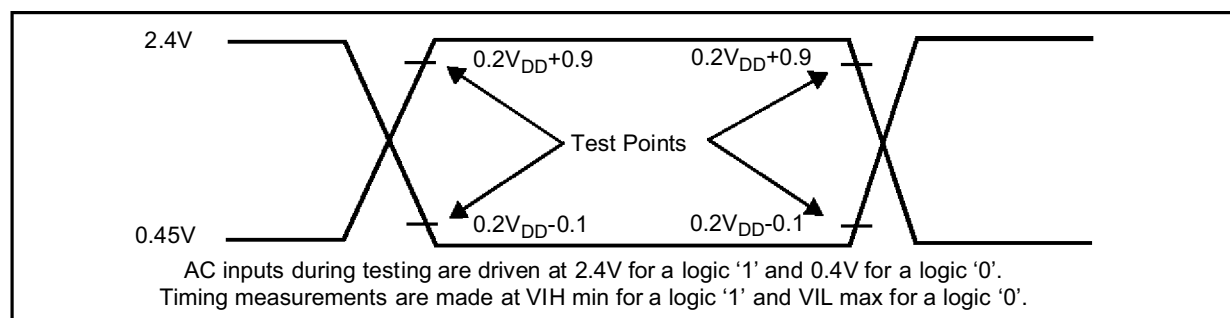 2.4V
0.2VDD+0.9 0.2VDD+0.9
Test Points
0.2VDD-0.1 0.2VDD-0.1
0.45V
AC inputs during testing are driven at 2.4V for a logic ‘1’ and 0.4V for a logic ‘0’.
Timing measurements are made at VIH min for a logic ‘1’ and VIL max for a logic ‘0’.